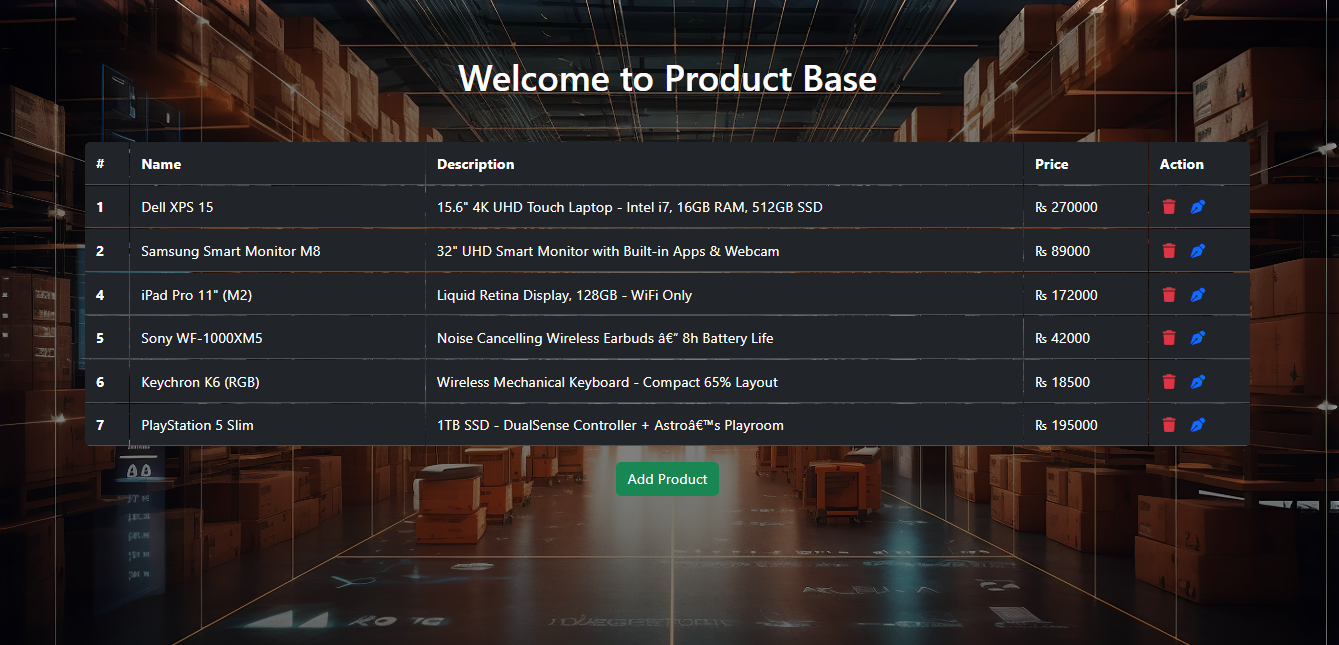 Welcome to Product Base
# Name Description Price Action
1 Dell XPS 15 15.6" 4K UHD Touch Laptop - Intel i7, 16GB RAM, 512GB SSD ₨ 270000
2 Samsung Smart Monitor M8 32" UHD Smart Monitor with Built-in Apps & Webcam ₨ 89000
4 iPad Pro 11" (M2) Liquid Retina Display, 128GB - WiFi Only ₨ 172000
5 Sony WF-1000XM5 Noise Cancelling Wireless Earbuds â€” 8h Battery Life ₨ 42000
6 Keychron K6 (RGB) Wireless Mechanical Keyboard - Compact 65% Layout ₨ 18500
7 PlayStation 5 Slim 1TB SSD - DualSense Controller + Astroâ€™s Playroom ₨ 195000
Add Product